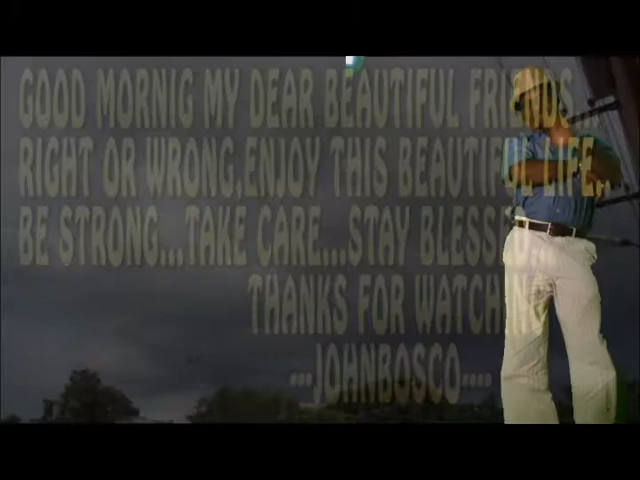 GOOD MORNIG MY DEAR BEAUTIFUL FRIENDS
RIGHT OR WRONG,ENJOY THIS BEAUTIFUL LIFE..
BE STRONG...TAKE CARE...STAY BLESSED
THANKS FOR WATCHING
---JOHNBOSCO----